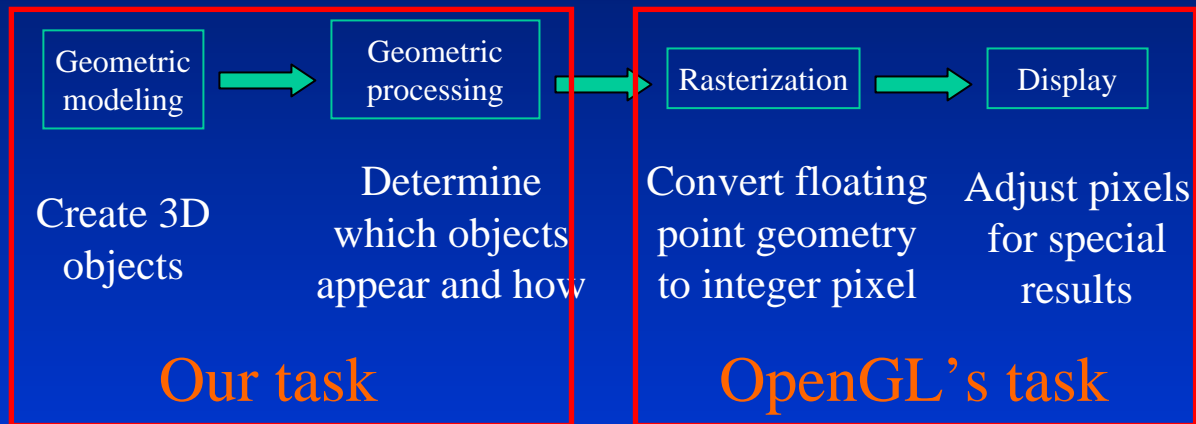 Geometric
modeling
Geometric
processing
Rasterization
Display
Create 3D
objects
Determine
which objects
appear and how
Convert floating
point geometry
to integer pixel
Adjust pixels
for special
results
Our task
OpenGL's task